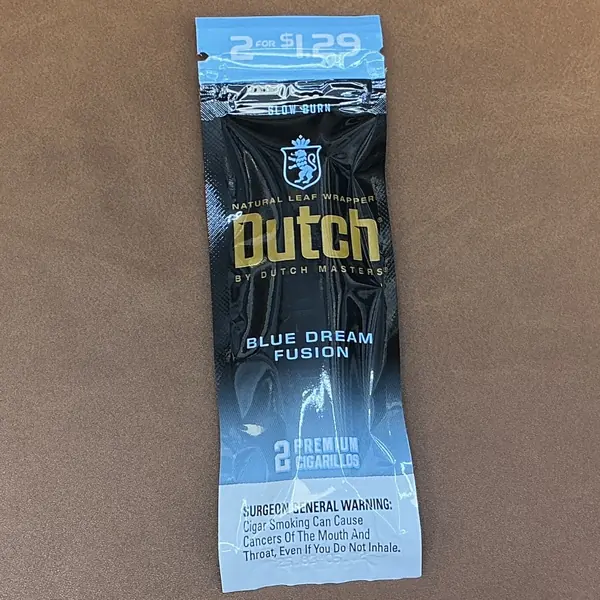 2 FOR $1.29
SLOW BURN
NATURAL LEAF WRAPPER
Dutch®
BY DUTCH MASTERS®
BLUE DREAM
FUSION
2 PREMIUM
CIGARILLOS
SURGEON GENERAL WARNING:
Cigar Smoking Can Cause
Cancers Of The Mouth And
Throat, Even If You Do Not Inhale.